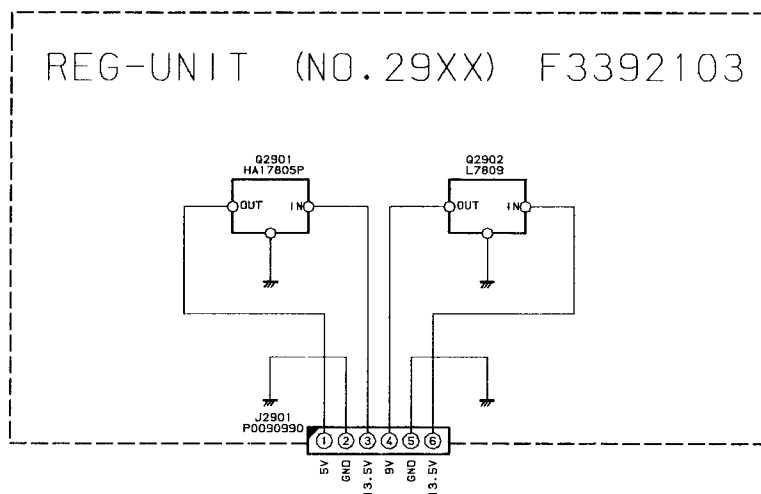 REG-UNIT (NO.29XX) F3392103
Q2901
HA17805P
OUT IN
Q2902
L7809
OUT IN
J2901
P0090990
1 2 3 4 5 6
5V
GND
13.5V
9V
GND
13.5V